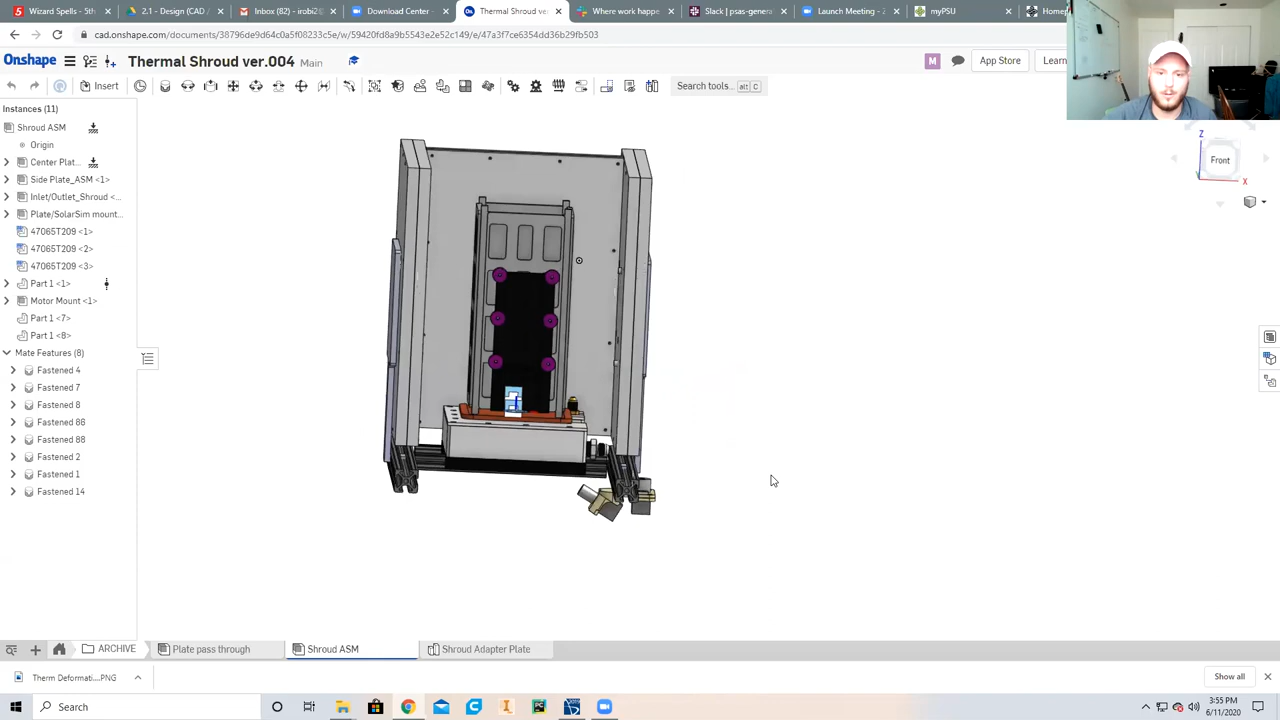 Wizard Spells - 5th
2.1 - Design (CAD /
Inbox (82) - irobi2
Download Center -
Thermal Shroud ve
Where work happe
Slack | psas-genera
Launch Meeting - Z
myPSU
Homep
cad.onshape.com/documents/38796de9d64c0a5f08233c5e/w/59420f63a9b5543e2e52c149/e/47a3f7ce6354dd36b29fb503
Onshape
Thermal Shroud ver.004 Main
M
App Store
Learn
Insert
Search tools... alt C
Instances (11)
Shroud ASM
Origin
Center Plat...
Side Plate_ASM <1>
Inlet/Outlet_Shroud <...
Plate/SolarSim mount...
47065T209 <1>
47065T209 <2>
47065T209 <3>
Part 1 <1>
Motor Mount <1>
Part 1 <7>
Part 1 <8>
Mate Features (8)
Fastened 4
Fastened 7
Fastened 8
Fastened 86
Fastened 88
Fastened 2
Fastened 1
Fastened 14
Z
Front
X
ARCHIVE
Plate pass through
Shroud ASM
Shroud Adapter Plate
Therm Deformati....PNG
Show all
Search
3:55 PM
6/11/2020